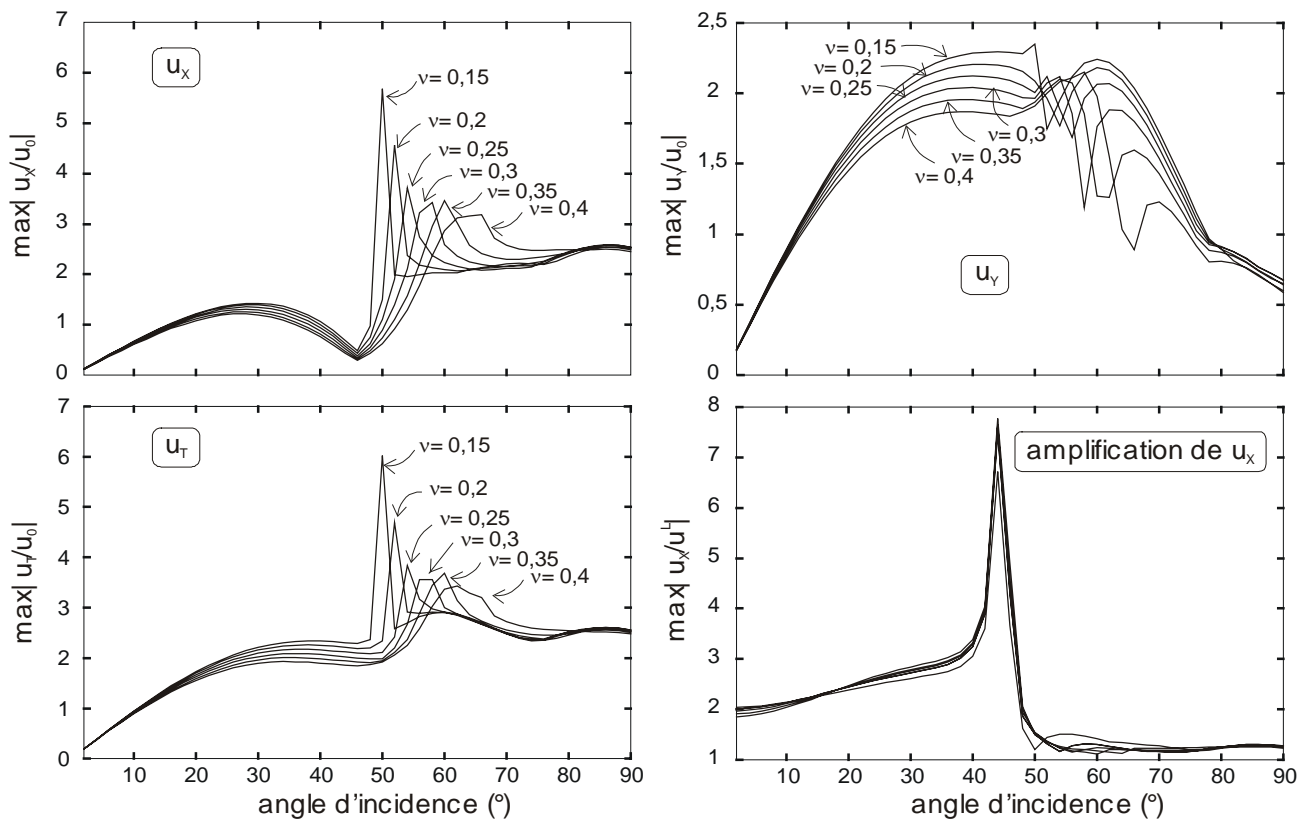 7
6
5
4
3
2
1
0
max| u_X/u_0|
u_X
ν= 0,15
ν= 0,2
ν= 0,25
ν= 0,3
ν= 0,35
ν= 0,4
2,5
2
1,5
1
0,5
0
max| u_Y/u_0|
ν= 0,15
ν= 0,2
ν= 0,25
ν= 0,3
ν= 0,35
ν= 0,4
u_Y
7
6
5
4
3
2
1
0
max| u_T/u_0|
u_T
ν= 0,15
ν= 0,2
ν= 0,25
ν= 0,3
ν= 0,35
ν= 0,4
10 20 30 40 50 60 70 80 90
angle d'incidence (°)
8
7
6
5
4
3
2
1
max| u_X/u^L|
amplification de u_X
10 20 30 40 50 60 70 80 90
angle d'incidence (°)